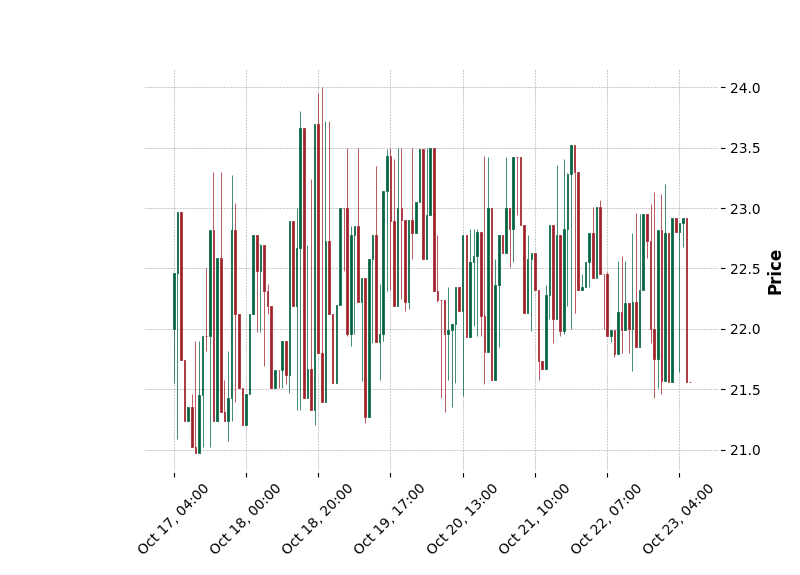 24.0
23.5
23.0
22.5
22.0
21.5
21.0
Price
Oct 17, 04:00
Oct 18, 00:00
Oct 18, 20:00
Oct 19, 17:00
Oct 20, 13:00
Oct 21, 10:00
Oct 22, 07:00
Oct 23, 04:00